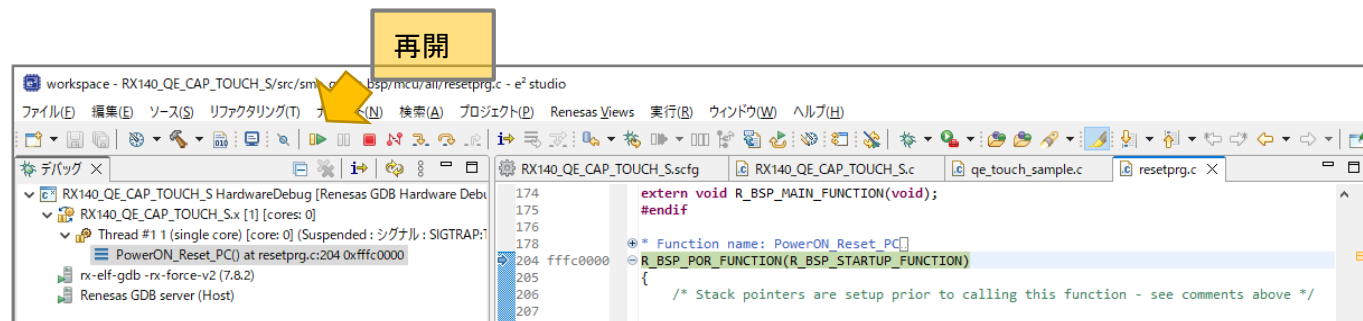 再開
workspace - RX140_QE_CAP_TOUCH_S/src/sm bsp/mcu/all/resetprg.c - e² studio
ファイル(F) 編集(E) ソース(S) リファクタリング(T) (N) 検索(A) プロジェクト(P) Renesas Views 実行(R) ウィンドウ(W) ヘルプ(H)
デバッグ
RX140_QE_CAP_TOUCH_S.scfg RX140_QE_CAP_TOUCH_S.c qe_touch_sample.c resetprg.c
RX140_QE_CAP_TOUCH_S HardwareDebug [Renesas GDB Hardware Debu
RX140_QE_CAP_TOUCH_S.x [1] [cores: 0]
Thread #1 1 (single core) [core: 0] (Suspended : シグナル : SIGTRAP:
PowerON_Reset_PC() at resetprg.c:204 0xfffc0000
rx-elf-gdb -rx-force-v2 (7.8.2)
Renesas GDB server (Host)
174 extern void R_BSP_MAIN_FUNCTION(void);
175 #endif
176
178 * Function name: PowerON_Reset_PC
204 fffc0000 R_BSP_POR_FUNCTION(R_BSP_STARTUP_FUNCTION)
205 {
206 /* Stack pointers are setup prior to calling this function - see comments above */
207